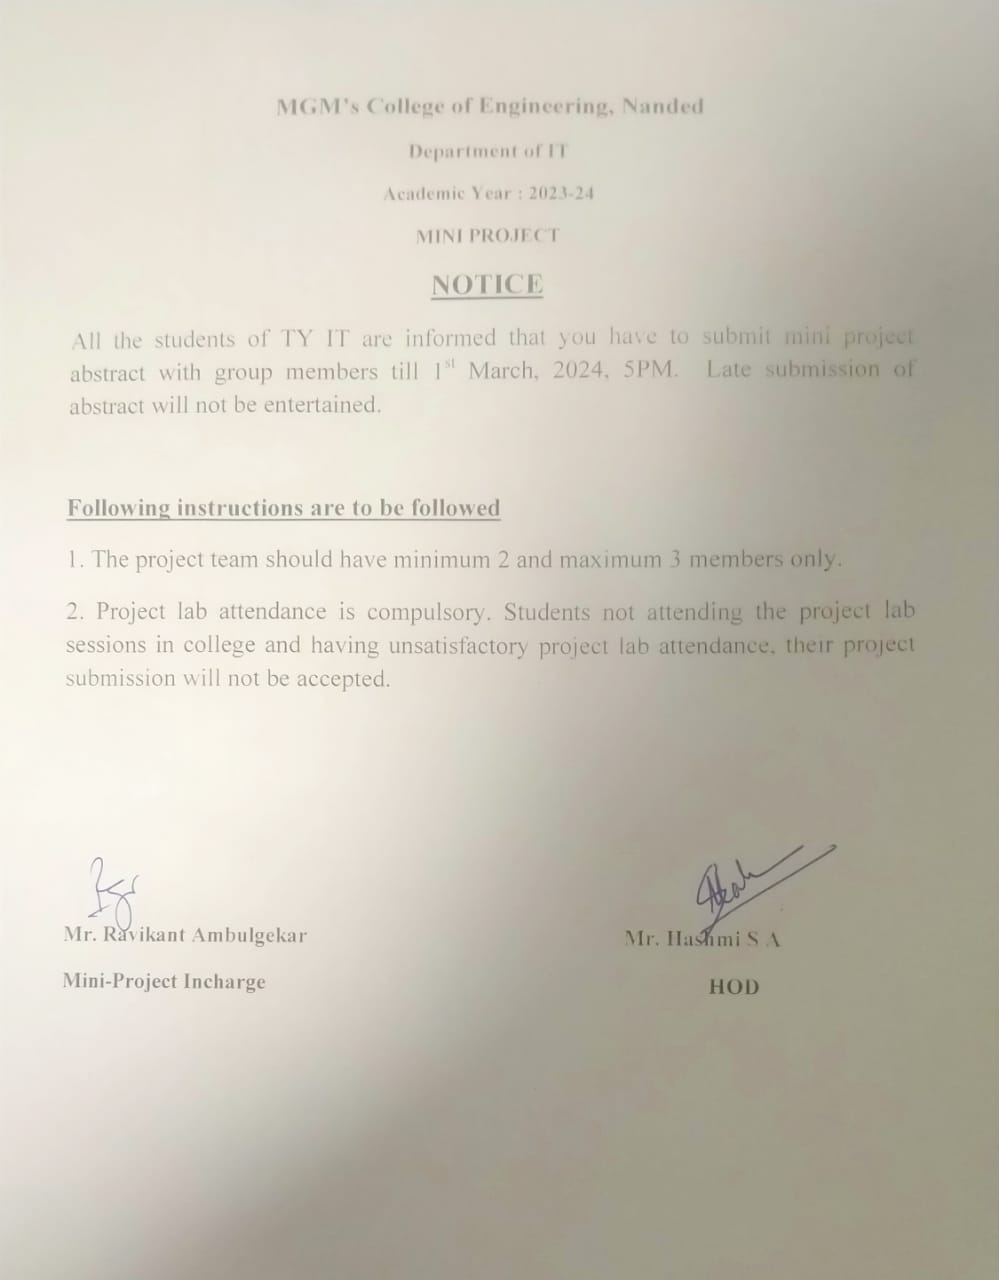 MGM's College of Engineering, Nanded
Department of IT
Academic Year : 2023-24
MINI PROJECT
NOTICE
All the students of TY IT are informed that you have to submit mini project
abstract with group members till 1st March, 2024, 5PM. Late submission of
abstract will not be entertained.
Following instructions are to be followed
1. The project team should have minimum 2 and maximum 3 members only.
2. Project lab attendance is compulsory. Students not attending the project lab
sessions in college and having unsatisfactory project lab attendance, their project
submission will not be accepted.
Mr. Ravikant Ambulgekar
Mr. Hashmi S A
Mini-Project Incharge
HOD